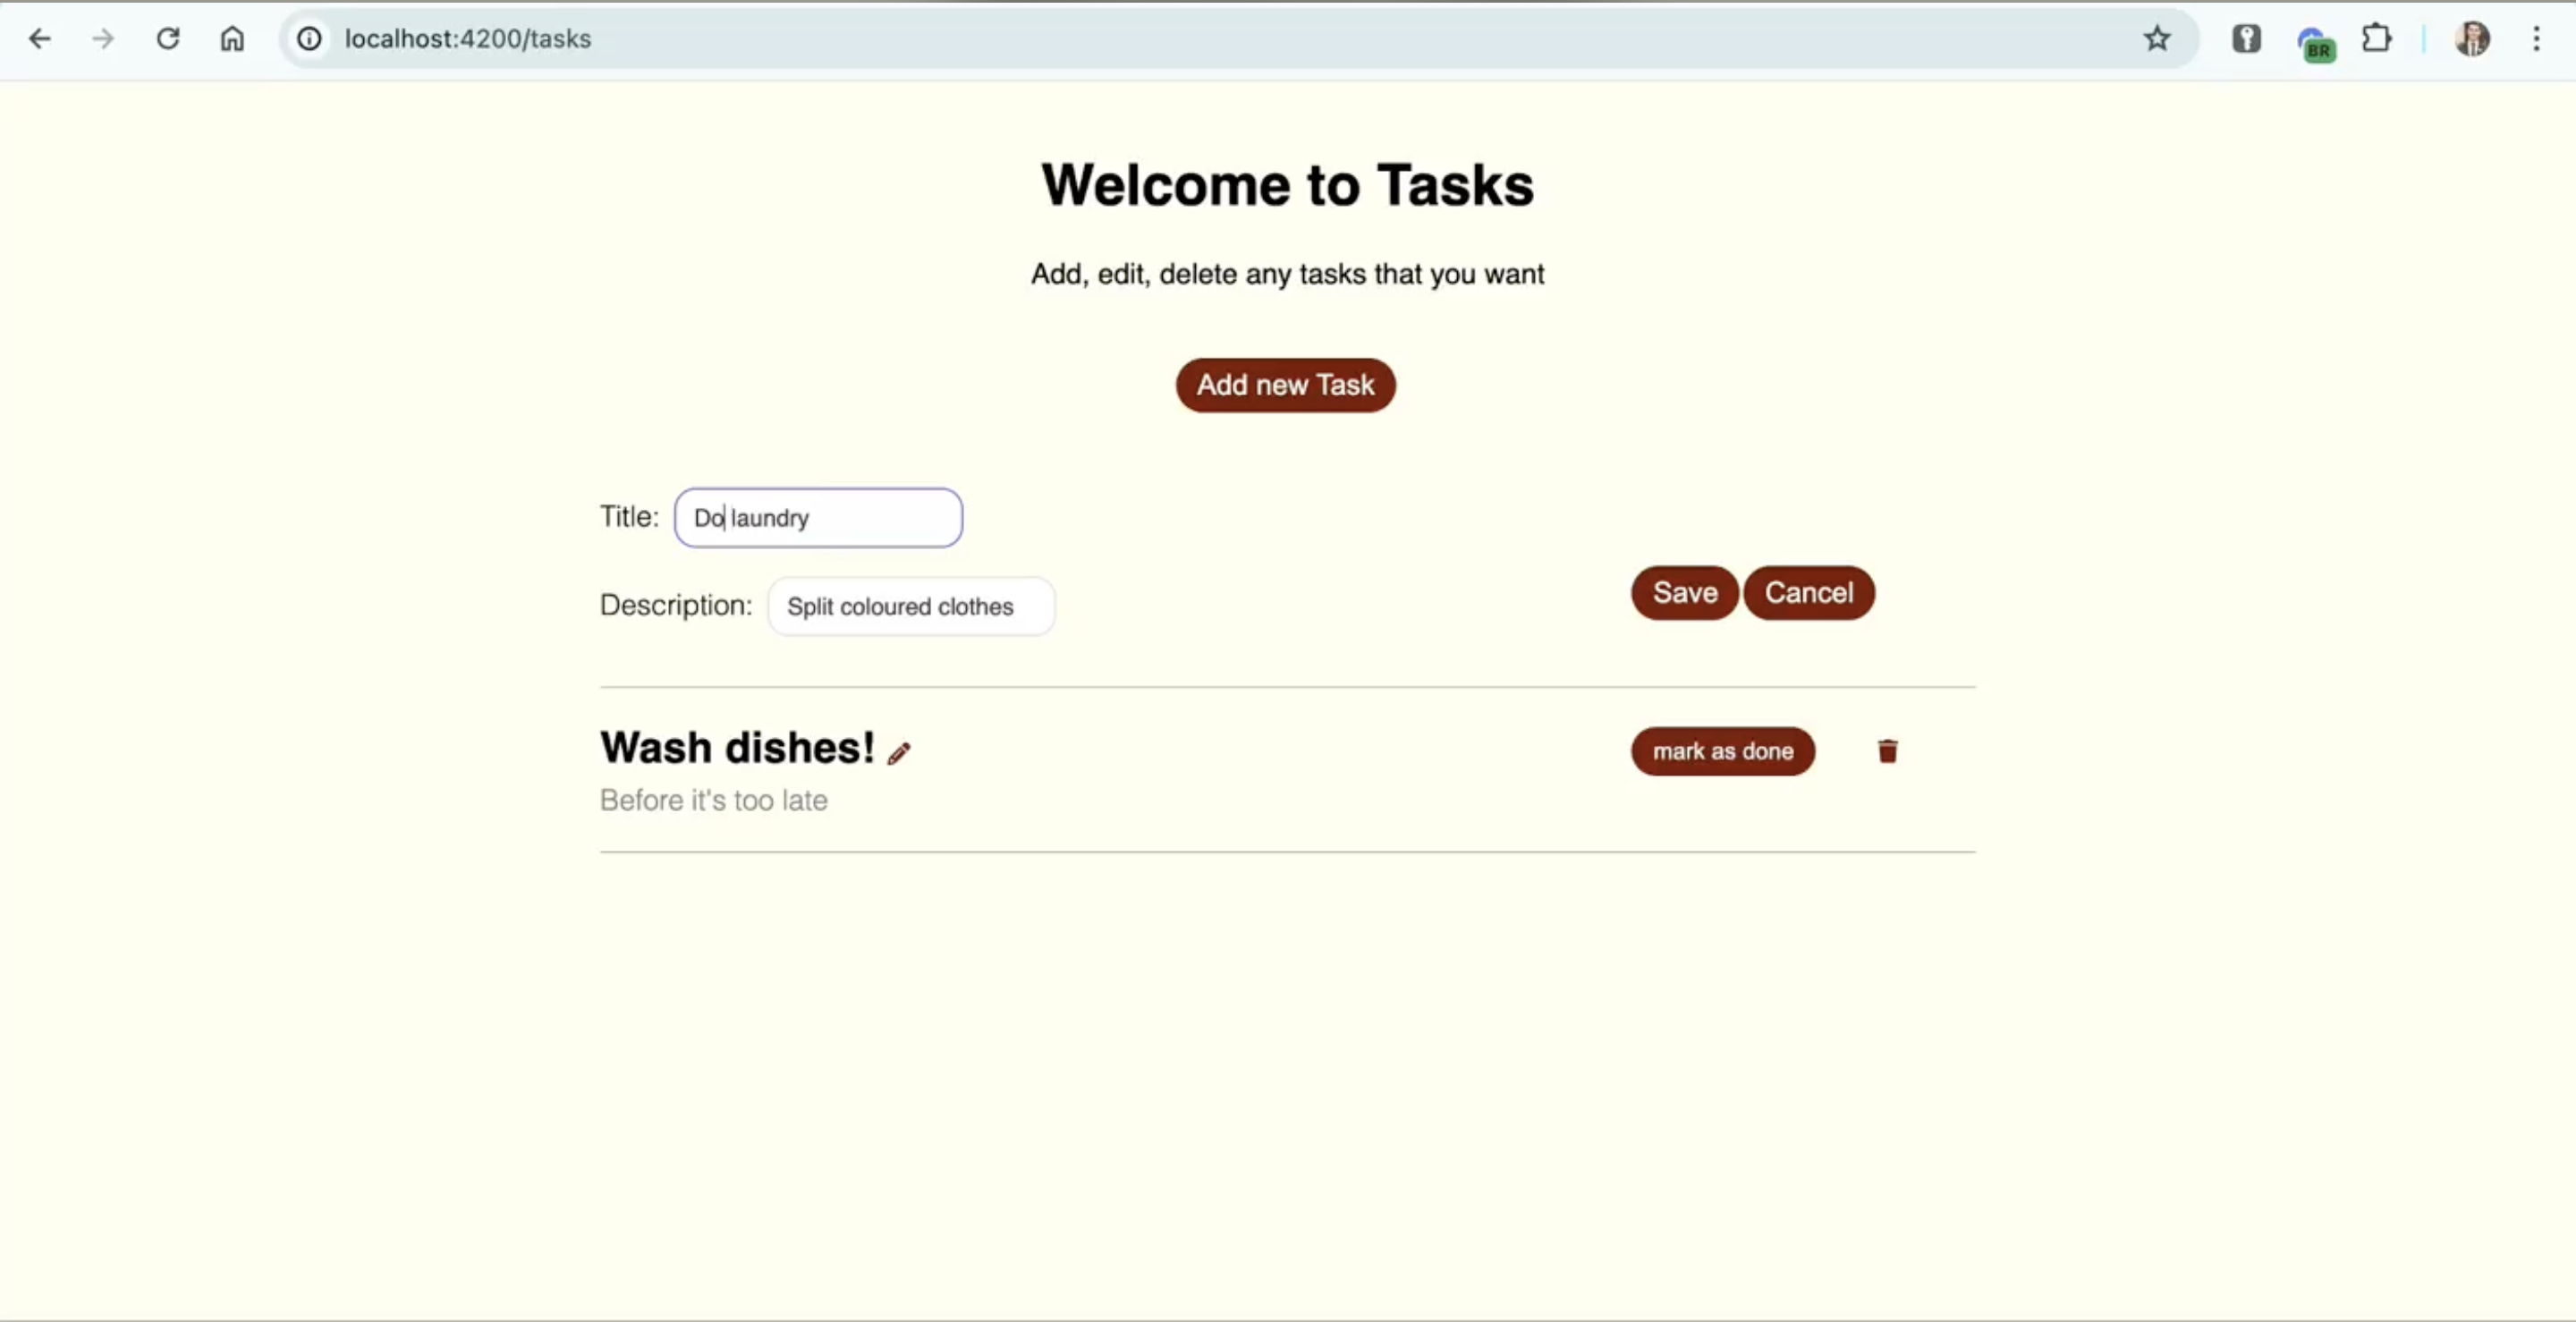 localhost:4200/tasks
BR
Welcome to Tasks
Add, edit, delete any tasks that you want
Add new Task
Title: Do laundry
Description: Split coloured clothes
Save Cancel
Wash dishes! mark as done
Before it's too late